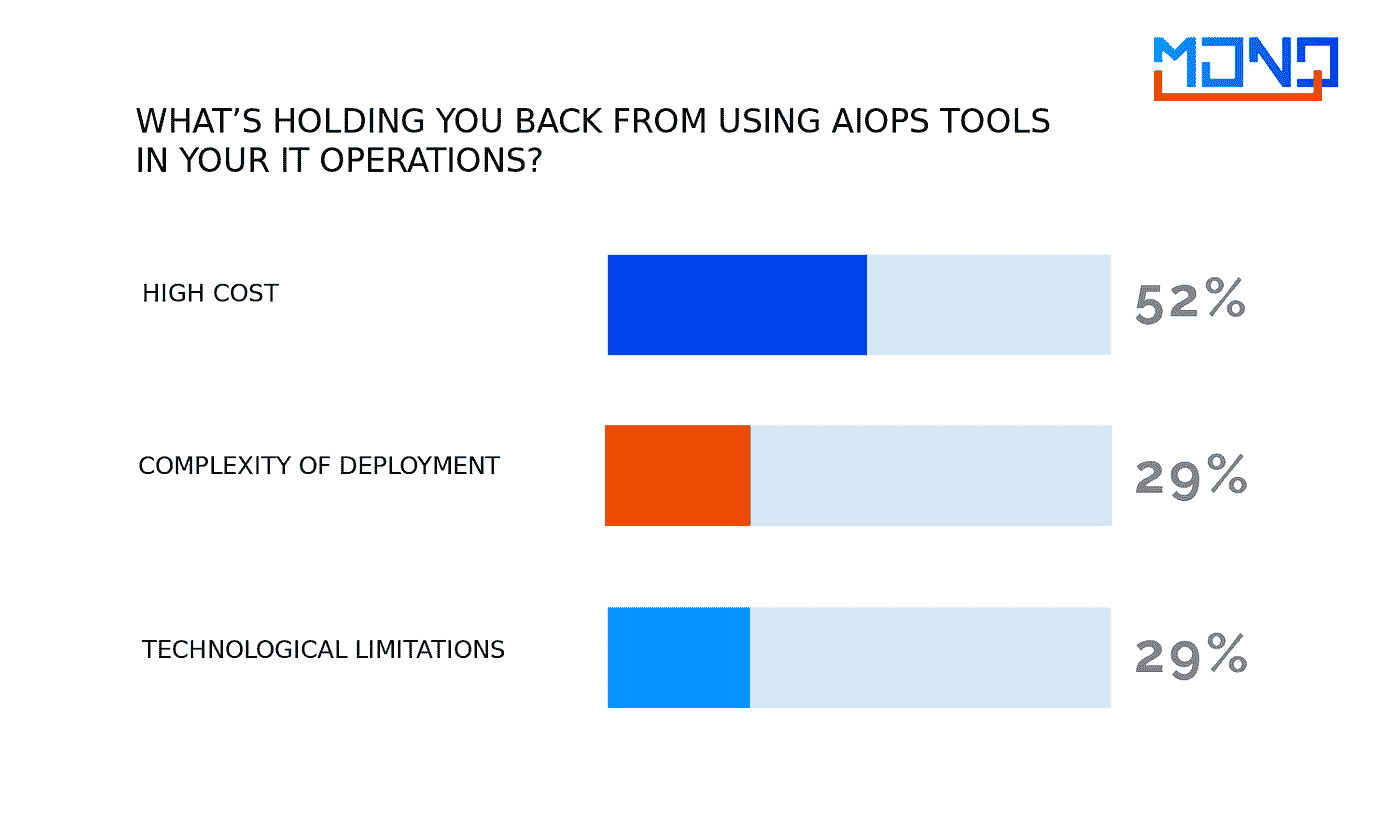 MONO
WHAT’S HOLDING YOU BACK FROM USING AIOPS TOOLS
IN YOUR IT OPERATIONS?
HIGH COST
52%
COMPLEXITY OF DEPLOYMENT
29%
TECHNOLOGICAL LIMITATIONS
29%